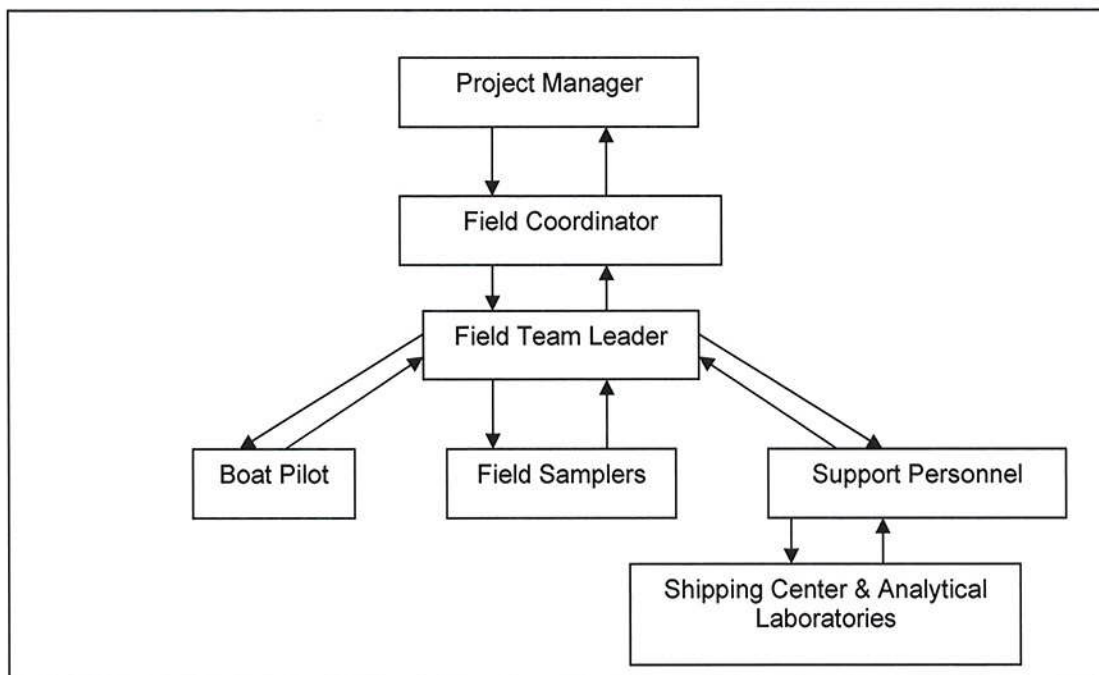 Project Manager
Field Coordinator
Field Team Leader
Boat Pilot
Field Samplers
Support Personnel
Shipping Center & Analytical
Laboratories